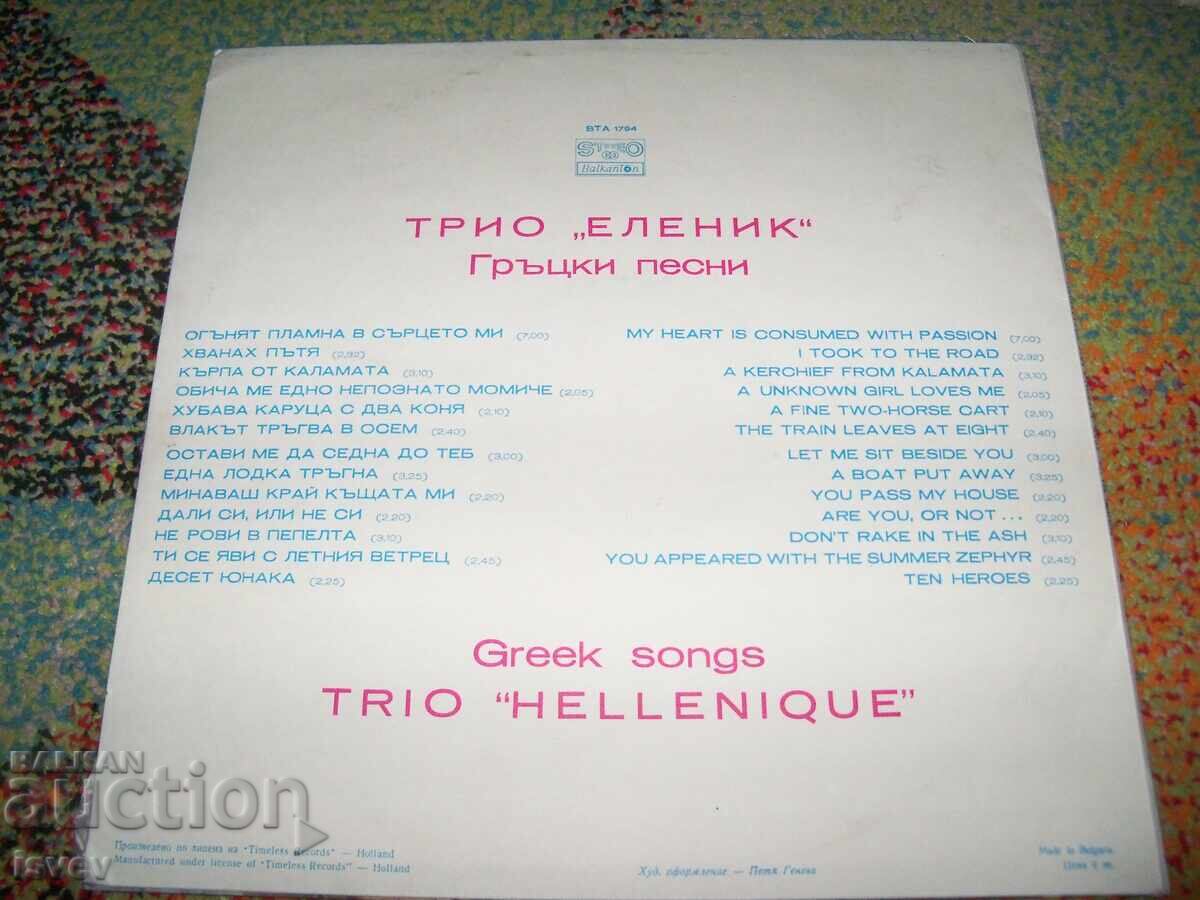 ВТА 1794
STEREO
Balkanton
ТРИО „ЕЛЕНИК“
Гръцки песни
ОГЪНЯТ ПЛАМНА В СЪРЦЕТО МИ (7,00)
ХВАНАХ ПЪТЯ (2,32)
КЪРПА ОТ КАЛАМАТА (3,10)
ОБИЧА МЕ ЕДНО НЕПОЗНАТО МОМИЧЕ (2,05)
ХУБАВА КАРУЦА С ДВА КОНЯ (2,10)
ВЛАКЪТ ТРЪГВА В ОСЕМ (2,40)
ОСТАВИ МЕ ДА СЕДНА ДО ТЕБ (3,00)
ЕДНА ЛОДКА ТРЪГНА (3,25)
МИНАВАШ КРАЙ КЪЩАТА МИ (2,20)
ДАЛИ СИ, ИЛИ НЕ СИ (2,20)
НЕ РОВИ В ПЕПЕЛТА (3,10)
ТИ СЕ ЯВИ С ЛЕТНИЯ ВЕТРЕЦ (2,45)
ДЕСЕТ ЮНАКА (2,25)
MY HEART IS CONSUMED WITH PASSION (7,00)
I TOOK TO THE ROAD (2,32)
A KERCHIEF FROM KALAMATA (3,10)
A UNKNOWN GIRL LOVES ME (2,05)
A FINE TWO-HORSE CART (2,10)
THE TRAIN LEAVES AT EIGHT (2,40)
LET ME SIT BESIDE YOU (3,00)
A BOAT PUT AWAY (3,25)
YOU PASS MY HOUSE (2,20)
ARE YOU, OR NOT ... (2,20)
DON'T RAKE IN THE ASH (3,10)
YOU APPEARED WITH THE SUMMER ZEPHYR (2,45)
TEN HEROES (2,25)
Greek songs
TRIO “HELLENIQUE”
BALKAN
auction
isvev
Произведено по лиценз на “Timeless Records” — Holland
Manufactured under license of “Timeless Records” — Holland
Худ. оформление — Петя Генева
Made in Bulgaria
Цена